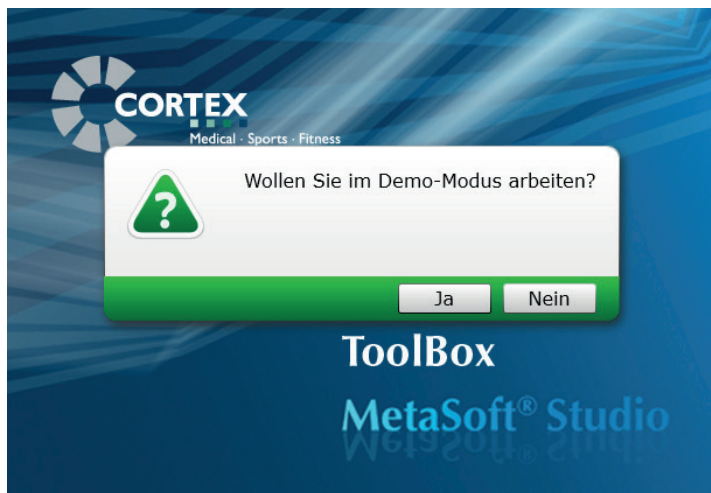 CORTEX
Medical · Sports · Fitness
Wollen Sie im Demo-Modus arbeiten?
?
Ja Nein
ToolBox
MetaSoft® Studio